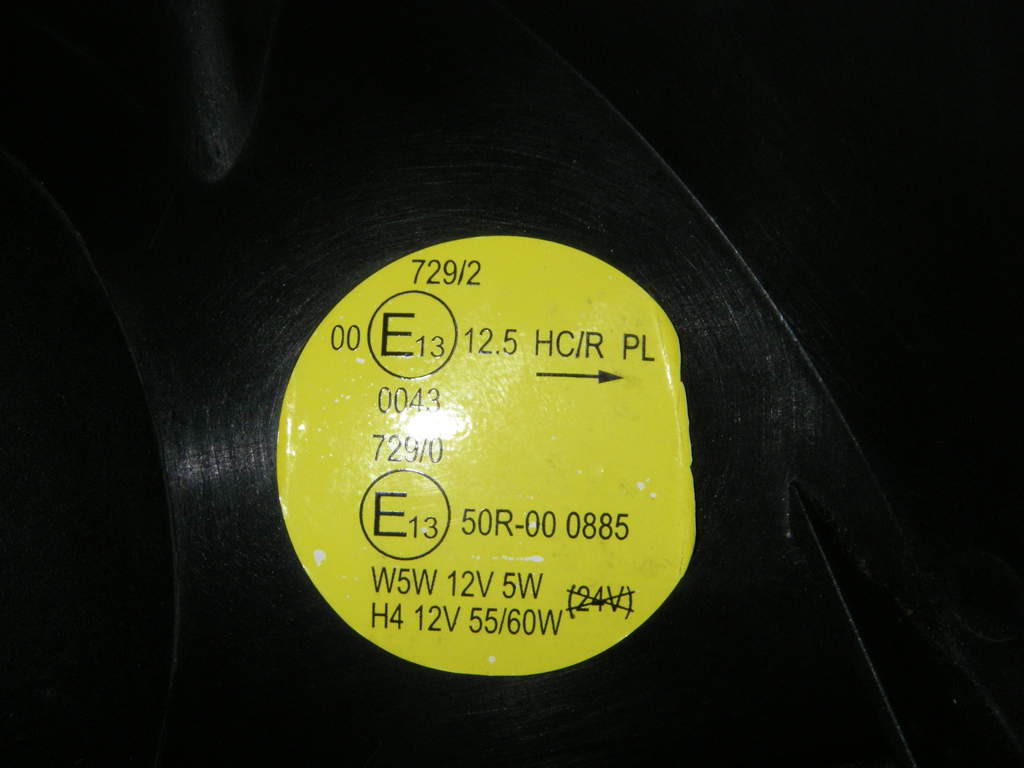 729/2
00 E13 12.5 HC/R PL
0043
729/0
E13 50R-00 0885
W5W 12V 5W
H4 12V 55/60W (24V)